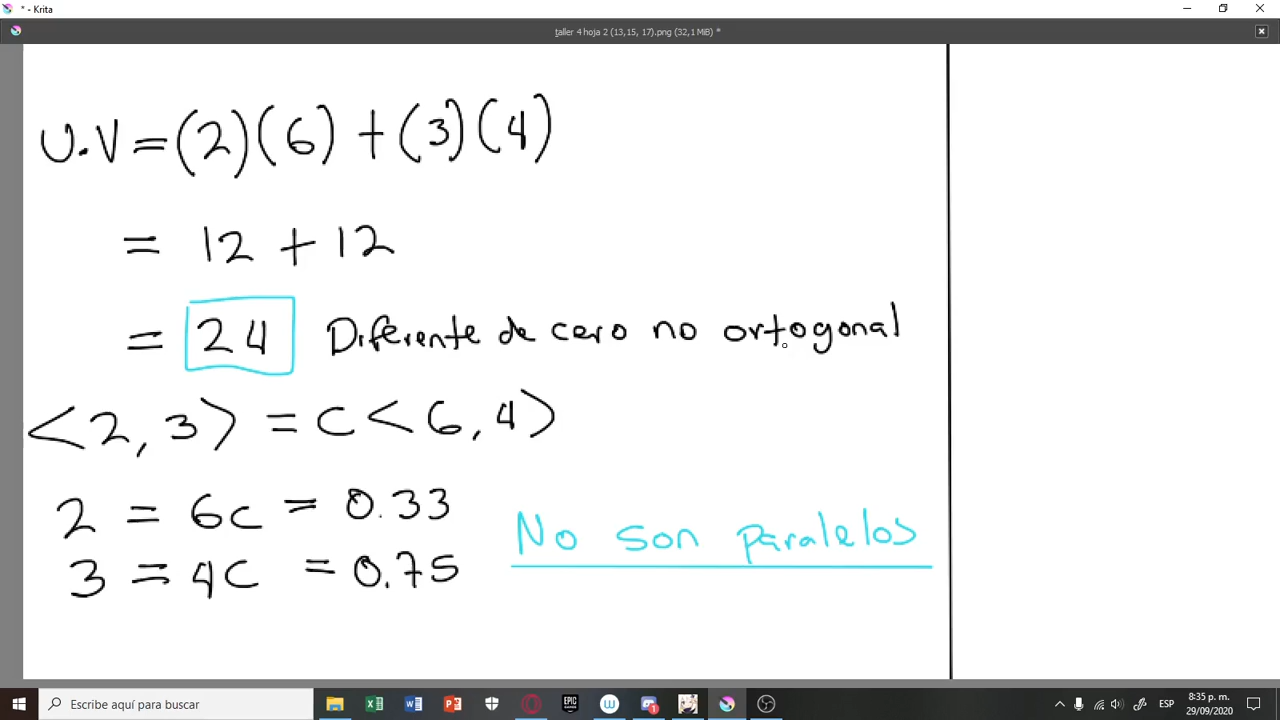 * - Krita
taller 4 hoja 2 (13,15, 17).png (32,1 MiB) *
U·V = (2)(6) + (3)(4)
= 12 + 12
= 24 Diferente de cero no ortogonal
<2,3> = C<6,4>
2 = 6C = 0.33
3 = 4C = 0.75
No son paralelos
Escribe aquí para buscar
ESP
8:35 p. m.
29/09/2020